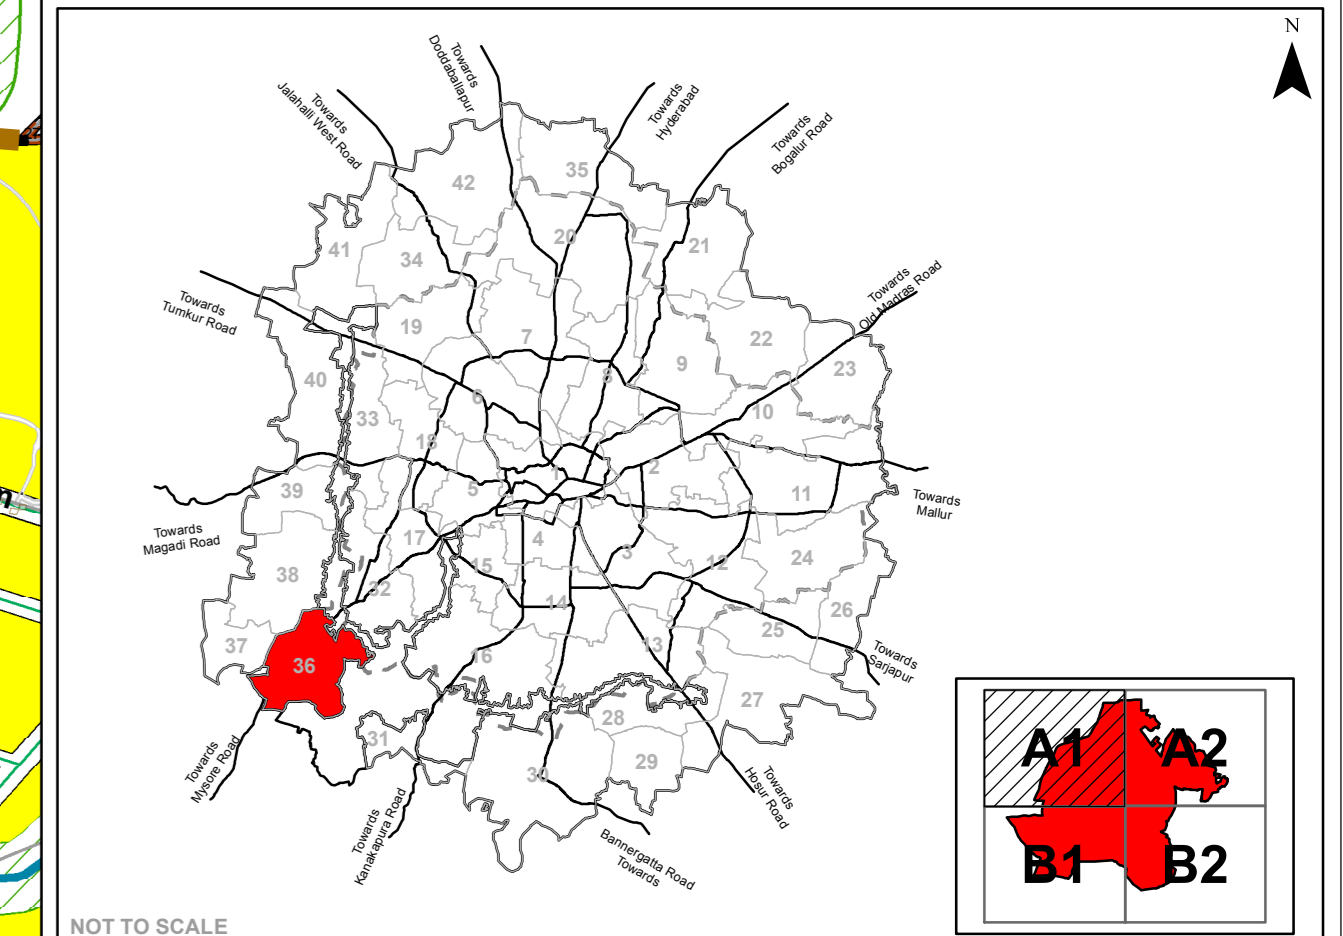 N
Towards
Doddaballapur
Towards
Jalahalli West Road
Towards
Hyderabad
Towards
Bogalur Road
42
35
41
34
20
21
Towards
Old Madras Road
Towards
Tumkur Road
19
7
22
9
8
23
40
6
33
10
18
1
2
39
5
11
Towards
Mallur
Towards
Magadi Road
17
4
3
24
38
15
12
32
14
26
25
37
13
16
36
Towards
Sarjapur
27
28
31
29
30
Towards
Mysore Road
Towards
Kanakapura Road
Towards
Hosur Road
Bannergatta Road
Towards
A1
A2
B1
B2
NOT TO SCALE